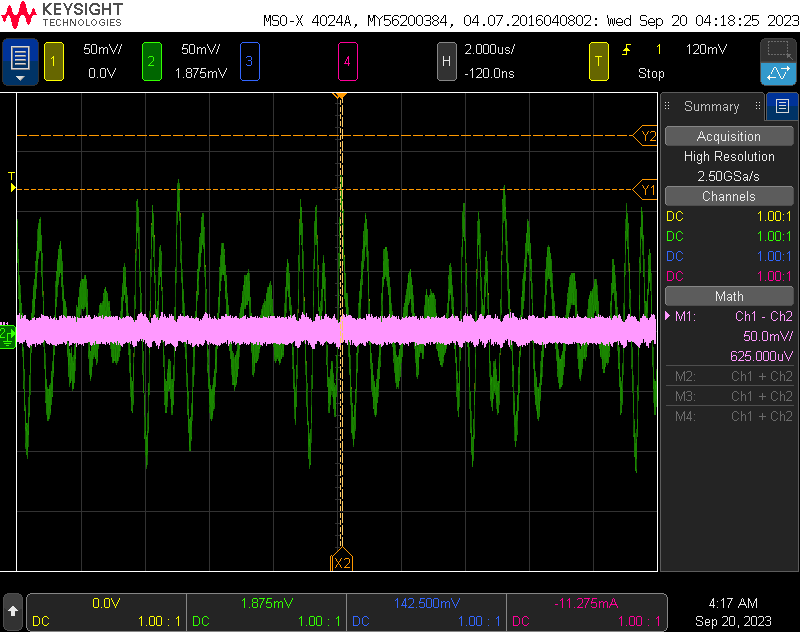 KEYSIGHT
TECHNOLOGIES
MSO-X 4024A, MY56200384, 04.07.2016040802: Wed Sep 20 04:18:25 2023
1 50mV/ 2 50mV/ 3 4 H 2.000us/ T 1 120mV
0.0V 1.875mV -120.0ns Stop
Summary
Y2
Acquisition
High Resolution
T
2.50GSa/s
Y1
Channels
DC 1.00:1
DC 1.00:1
DC 1.00:1
DC 1.00:1
Math
M1: Ch1 - Ch2
2
50.0mV/
625.000uV
M2: Ch1 + Ch2
M3: Ch1 + Ch2
M4: Ch1 + Ch2
X2
0.0V 1.875mV 142.500mV -11.275mA 4:17 AM
DC 1.00 : 1 DC 1.00 : 1 DC 1.00 : 1 DC 1.00 : 1 Sep 20, 2023